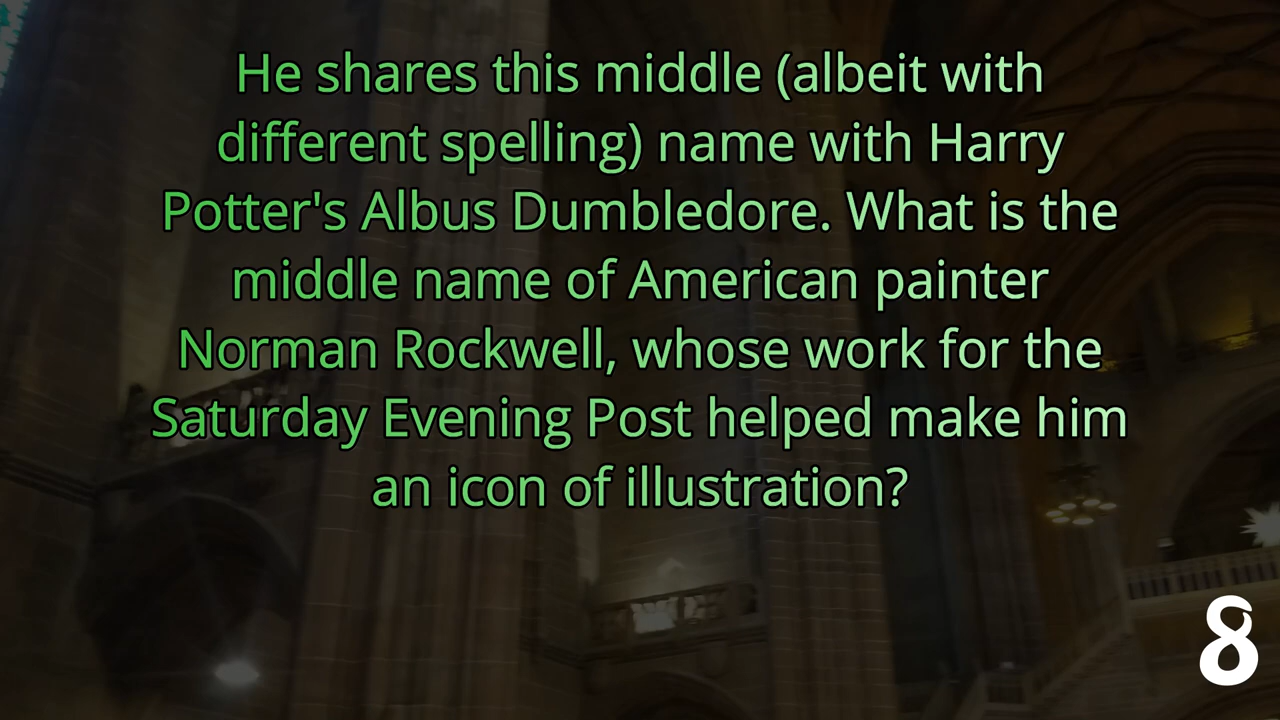 He shares this middle (albeit with
different spelling) name with Harry
Potter's Albus Dumbledore. What is the
middle name of American painter
Norman Rockwell, whose work for the
Saturday Evening Post helped make him
an icon of illustration?
8